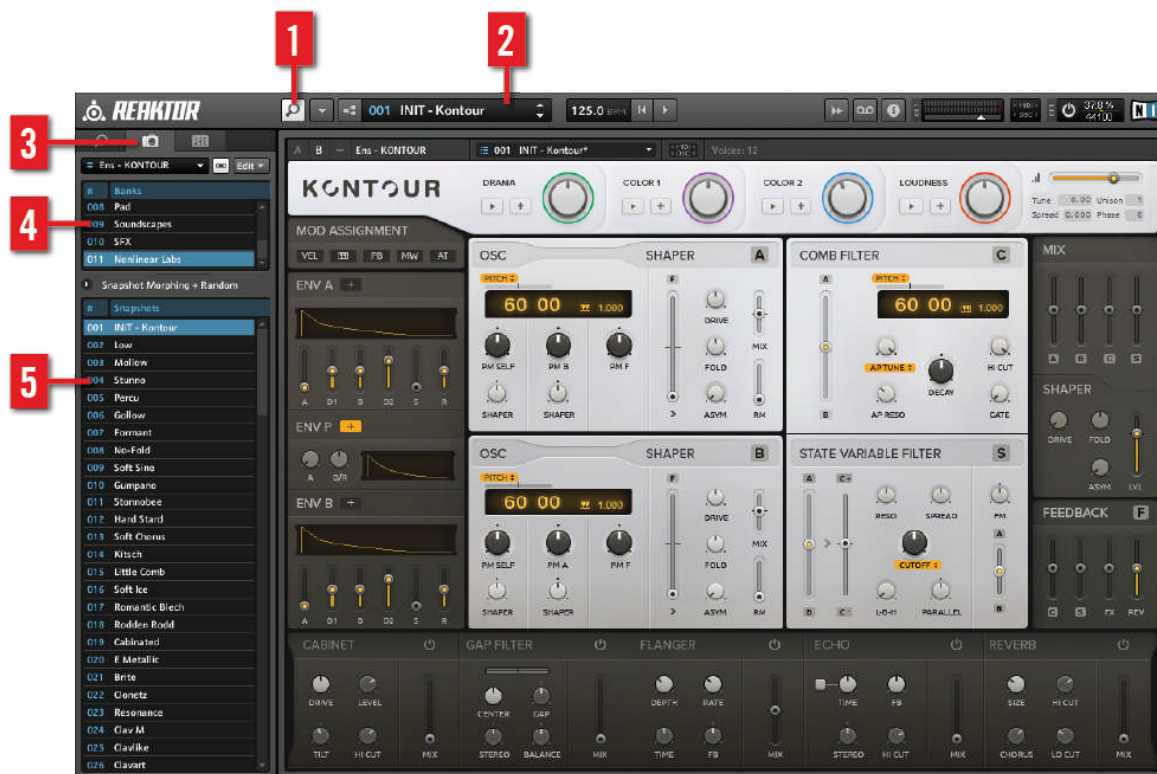 1
2
REAKTOR
001 INIT - Kontour
125.0 BPM
37.8 %
44100
NI
MIDI
OSC
3
Ens - KONTOUR
Edit
A B Ens - KONTOUR
001 INIT - Kontour*
MIDI
OSC
Voices: 12
# Banks
008 Pad
4
009 Soundscapes
010 SFX
011 Nonlinear Labs
Snapshot Morphing + Random
# Snapshots
001 INIT - Kontour
002 Low
003 Mollow
5
004 Stunno
005 Percu
006 Gollow
007 Formant
008 No-Fold
009 Soft Sine
010 Gumpano
011 Stonnobee
012 Hard Stard
013 Soft Chorus
014 Kitsch
015 Little Comb
016 Soft Ice
017 Romantic Blech
018 Rodden Rodd
019 Cabinated
020 E Metallic
021 Brite
022 Clonetz
023 Resonance
024 Clav M
025 Clavlike
026 Clavart
KONTOUR
DRAMA
COLOR 1
COLOR 2
LOUDNESS
Tune 0.00 Unison 1
Spread 0.000 Phase 0
MOD ASSIGNMENT
VEL PB MW AT
ENV A +
A D1 B D2 S R
ENV P +
A D/R
ENV B +
A D1 B D2 S R
OSC SHAPER A
PITCH
60 00 1.000
F
DRIVE
PM SELF PM B PM F
FOLD
MIX
SHAPER SHAPER
ASYM RM
OSC SHAPER B
PITCH
60 00 1.000
F
DRIVE
PM SELF PM A PM F
FOLD
MIX
SHAPER SHAPER
ASYM RM
COMB FILTER C
A
PITCH
60 00 1.000
AP TUNE
DECAY
HI CUT
B
AP RESO
GATE
STATE VARIABLE FILTER S
A C+
RESO SPREAD FM
A
CUTOFF
B C-
L-B-H PARALLEL
B
MIX
A B C S
SHAPER
DRIVE FOLD
ASYM LVL
FEEDBACK F
C S FX REV
CABINET
DRIVE LEVEL
TILT HI CUT MIX
GAP FILTER
CENTER GAP
STEREO BALANCE MIX
FLANGER
DEPTH RATE
TIME FB MIX
ECHO
TIME FB
STEREO HI CUT MIX
REVERB
SIZE HI CUT
CHORUS LO CUT MIX